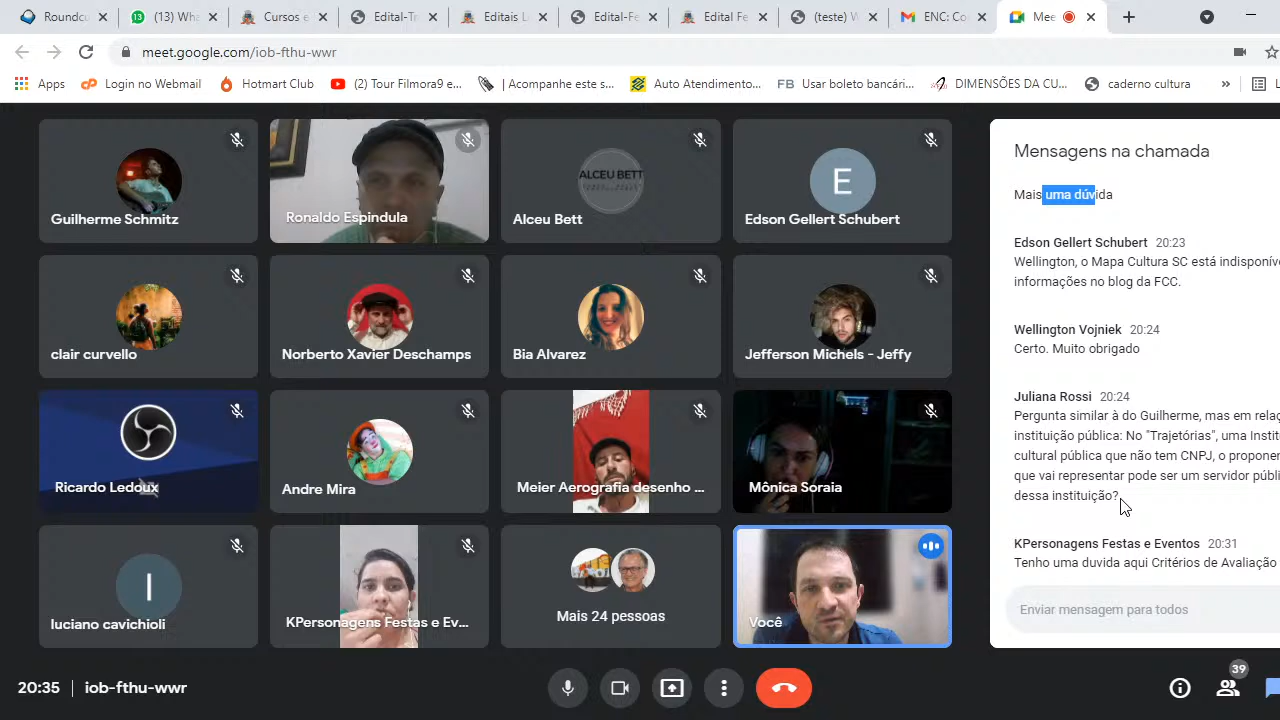 Roundcu
(13) Wha
Cursos e
Edital-Tr
Editais Li
Edital-Fe
Edital Fe
(teste) W
ENC: Co
Mee
meet.google.com/iob-fthu-wwr
Apps
Login no Webmail
Hotmart Club
(2) Tour Filmora9 e...
| Acompanhe este s...
Auto Atendimento...
FB Usar boleto bancári...
DIMENSÕES DA CU...
caderno cultura
»
Guilherme Schmitz
Ronaldo Espindula
ALCEU BETT
Alceu Bett
E
Edson Gellert Schubert
clair curvello
Norberto Xavier Deschamps
Bia Alvarez
Jefferson Michels - Jeffy
Ricardo Ledoux
Andre Mira
Meier Aerografia desenho ...
Mônica Soraia
l
luciano cavichioli
KPersonagens Festas e Ev...
Mais 24 pessoas
Você
Mensagens na chamada
Mais uma dúvida
Edson Gellert Schubert 20:23
Wellington, o Mapa Cultura SC está indisponíve
informações no blog da FCC.
Wellington Vojniek 20:24
Certo. Muito obrigado
Juliana Rossi 20:24
Pergunta similar à do Guilherme, mas em relaç
instituição pública: No "Trajetórias", uma Instit
cultural pública que não tem CNPJ, o proponen
que vai representar pode ser um servidor públi
dessa instituição?
KPersonagens Festas e Eventos 20:31
Tenho uma duvida aqui Critérios de Avaliação
Enviar mensagem para todos
20:35 | iob-fthu-wwr
39